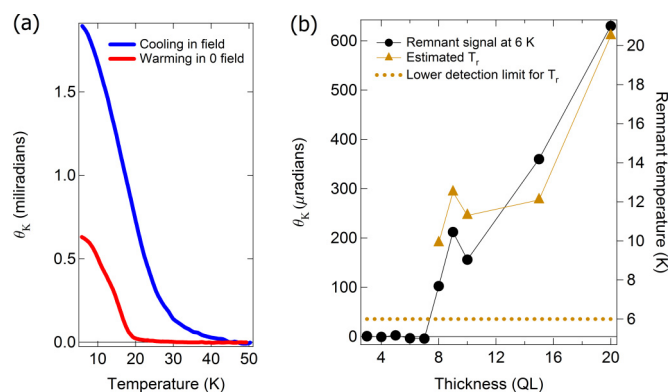 (a)
Cooling in field
Warming in 0 field
θK (miliradians)
1.5
1.0
0.5
0.0
10 20 30 40 50
Temperature (K)
(b)
Remnant signal at 6 K
Estimated Tr
Lower detection limit for Tr
θK (μradians)
600
500
400
300
200
100
0
4 8 12 16 20
Thickness (QL)
20
18
16
14
12
10
8
6
Remnant temperature (K)